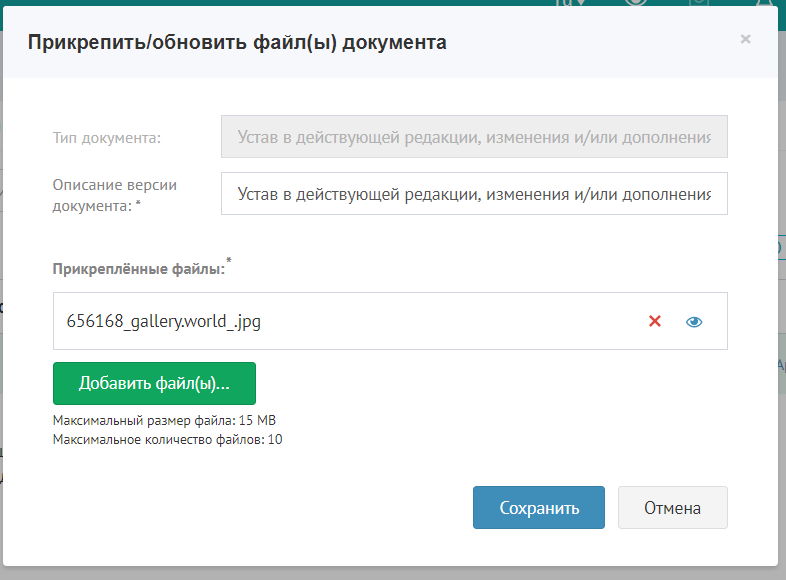 Прикрепить/обновить файл(ы) документа
×
Тип документа:
Устав в действующей редакции, изменения и/или дополнения
Описание версии
документа: *
Устав в действующей редакции, изменения и/или дополнения
Прикреплённые файлы:*
656168_gallery.world_.jpg
Добавить файл(ы)...
Максимальный размер файла: 15 MB
Максимальное количество файлов: 10
Сохранить
Отмена